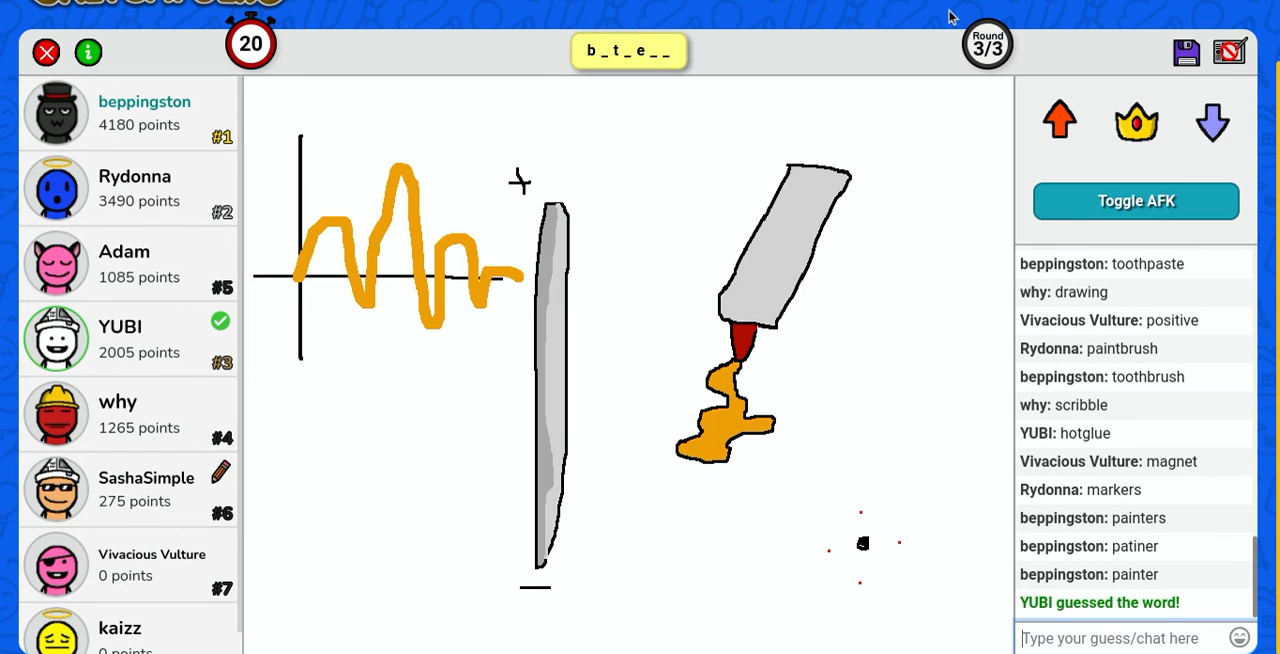 20
b _ t _ e _ _
Round
3/3
beppingston
4180 points
#1
Rydonna
3490 points
#2
Adam
1085 points
#5
YUBI
2005 points
#3
why
1265 points
#4
SashaSimple
275 points
#6
Vivacious Vulture
0 points
#7
kaizz
0 points
Toggle AFK
beppingston: toothpaste
why: drawing
Vivacious Vulture: positive
Rydonna: paintbrush
beppingston: toothbrush
why: scribble
YUBI: hotglue
Vivacious Vulture: magnet
Rydonna: markers
beppingston: painters
beppingston: patiner
beppingston: painter
YUBI guessed the word!
Type your guess/chat here